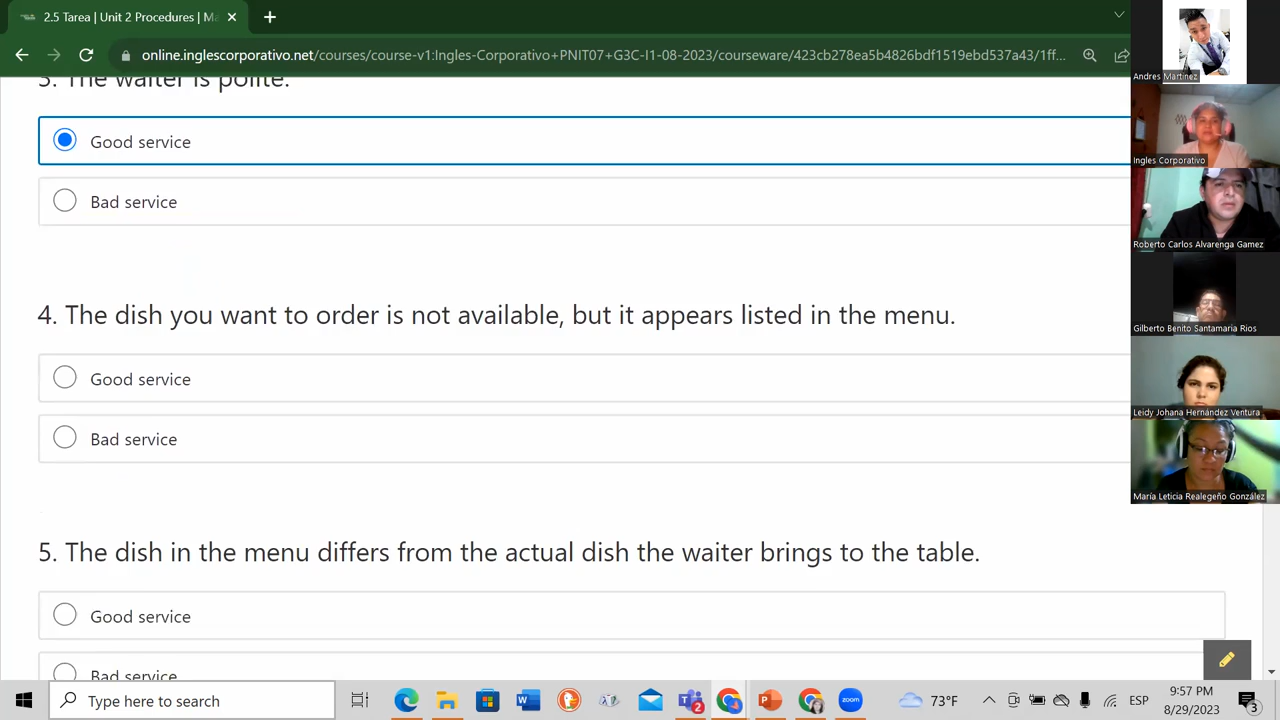 2.5 Tarea | Unit 2 Procedures | Ma
online.inglescorporativo.net/courses/course-v1:Ingles-Corporativo+PNIT07+G3C-I1-08-2023/courseware/423cb278ea5b4826bdf1519ebd537a43/1ff...
3. The waiter is polite.
Good service
Bad service
4. The dish you want to order is not available, but it appears listed in the menu.
Good service
Bad service
5. The dish in the menu differs from the actual dish the waiter brings to the table.
Good service
Bad service
Andres Martinez
Ingles Corporativo
Roberto Carlos Alvarenga Gamez
Gilberto Benito Santamaria Rios
Leidy Johana Hernández Ventura
María Leticia Realegeño González
Type here to search
2
zoom
73°F
ESP
9:57 PM
8/29/2023
3